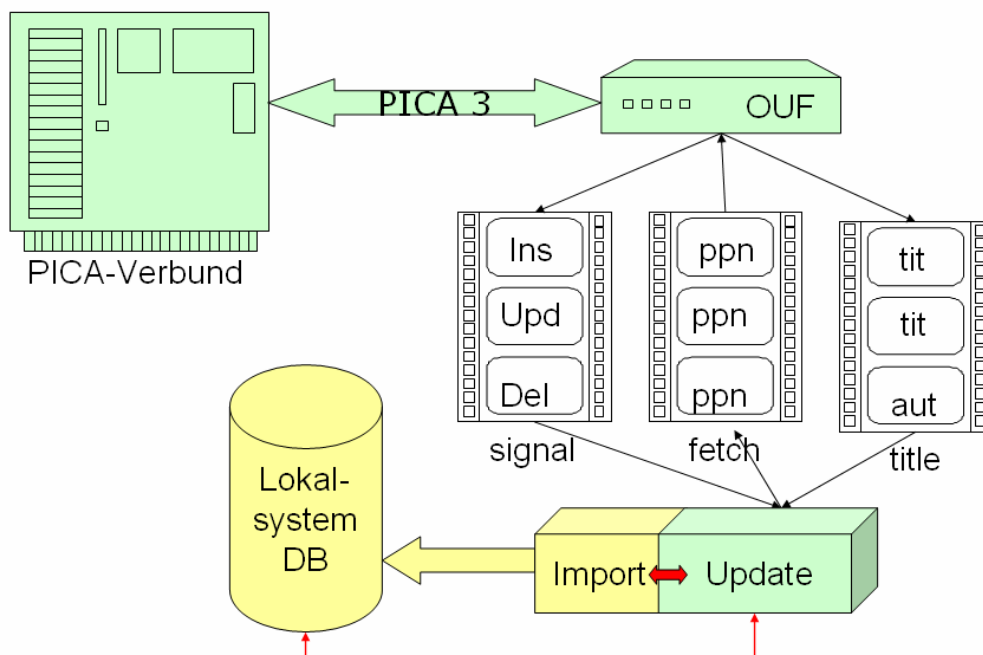 PICA 3
OUF
PICA-Verbund
Ins
Upd
Del
signal
ppn
ppn
ppn
fetch
tit
tit
aut
title
Lokal-
system
DB
Import
Update